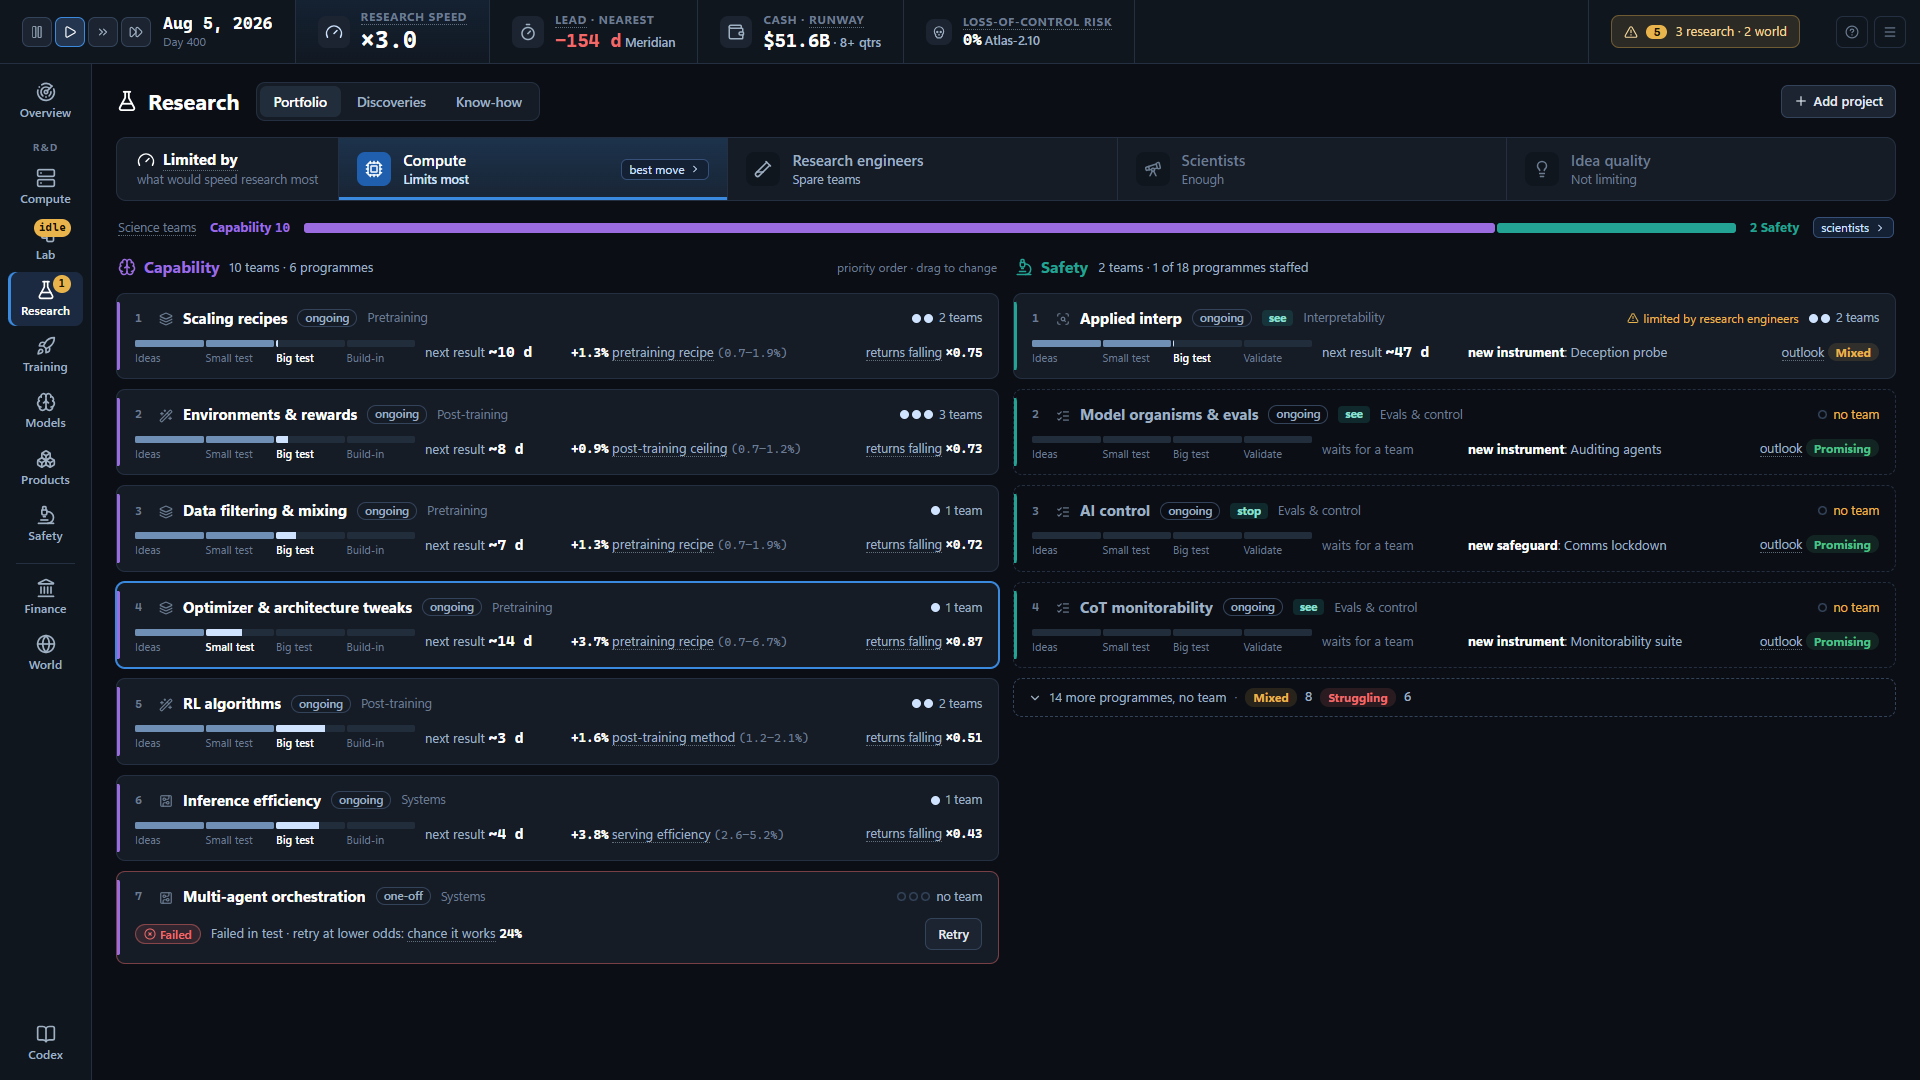 Aug 5, 2026
Day 400
RESEARCH SPEED
×3.0
LEAD · NEAREST
−154 d Meridian
CASH · RUNWAY
$51.6B · 8+ qtrs
LOSS-OF-CONTROL RISK
0% Atlas-2.10
5 3 research · 2 world
Overview
R&D
Compute
idle
Lab
1
Research
Training
Models
Products
Safety
Finance
World
Codex
Research
Portfolio
Discoveries
Know-how
+ Add project
Limited by
what would speed research most
Compute
Limits most
best move
Research engineers
Spare teams
Scientists
Enough
Idea quality
Not limiting
Science teams
Capability 10
2 Safety
scientists
Capability 10 teams · 6 programmes
priority order · drag to change
1 Scaling recipes ongoing Pretraining 2 teams
Ideas Small test Big test Build-in
next result ~10 d +1.3% pretraining recipe (0.7–1.9%) returns falling ×0.75
2 Environments & rewards ongoing Post-training 3 teams
Ideas Small test Big test Build-in
next result ~8 d +0.9% post-training ceiling (0.7–1.2%) returns falling ×0.73
3 Data filtering & mixing ongoing Pretraining 1 team
Ideas Small test Big test Build-in
next result ~7 d +1.3% pretraining recipe (0.7–1.9%) returns falling ×0.72
4 Optimizer & architecture tweaks ongoing Pretraining 1 team
Ideas Small test Big test Build-in
next result ~14 d +3.7% pretraining recipe (0.7–6.7%) returns falling ×0.87
5 RL algorithms ongoing Post-training 2 teams
Ideas Small test Big test Build-in
next result ~3 d +1.6% post-training method (1.2–2.1%) returns falling ×0.51
6 Inference efficiency ongoing Systems 1 team
Ideas Small test Big test Build-in
next result ~4 d +3.8% serving efficiency (2.6–5.2%) returns falling ×0.43
7 Multi-agent orchestration one-off Systems no team
Failed Failed in test · retry at lower odds: chance it works 24%
Retry
Safety 2 teams · 1 of 18 programmes staffed
1 Applied interp ongoing see Interpretability limited by research engineers 2 teams
Ideas Small test Big test Validate
next result ~47 d new instrument: Deception probe outlook Mixed
2 Model organisms & evals ongoing see Evals & control no team
Ideas Small test Big test Validate
waits for a team new instrument: Auditing agents outlook Promising
3 AI control ongoing stop Evals & control no team
Ideas Small test Big test Validate
waits for a team new safeguard: Comms lockdown outlook Promising
4 CoT monitorability ongoing see Evals & control no team
Ideas Small test Big test Validate
waits for a team new instrument: Monitorability suite outlook Promising
14 more programmes, no team · Mixed 8 Struggling 6